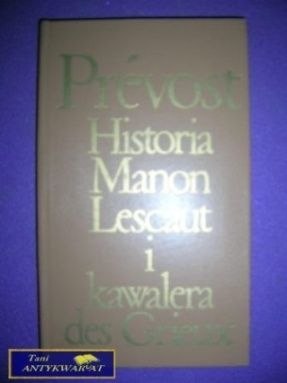 Prévost
Historia
Manon
Lescaut
i
kawalera
des Grieux
Tani
ANTYKWARIAT